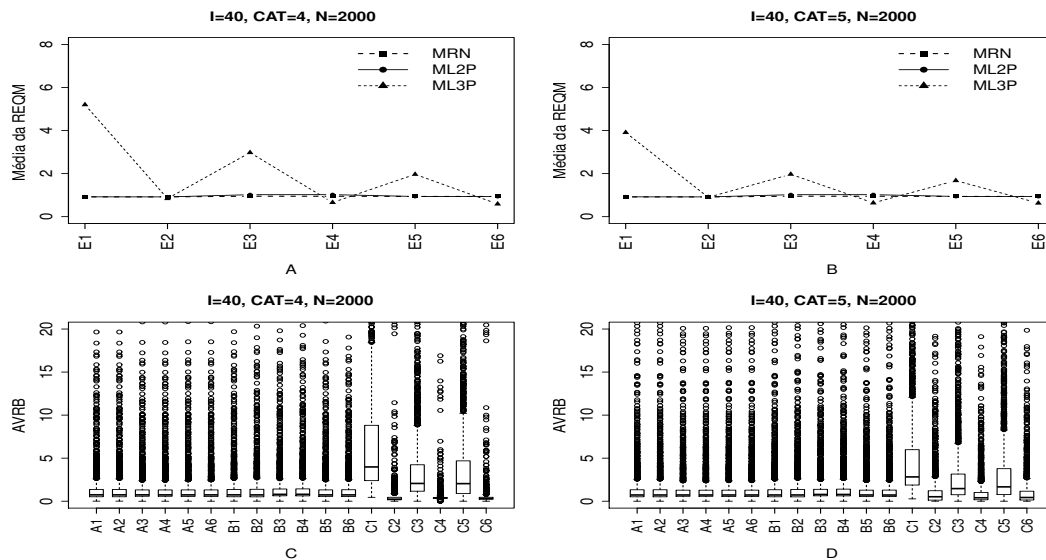 I=40, CAT=4, N=2000
Média da REQM
8
6
4
2
0
MRN
ML2P
ML3P
E1 E2 E3 E4 E5 E6
A
I=40, CAT=5, N=2000
Média da REQM
8
6
4
2
0
MRN
ML2P
ML3P
E1 E2 E3 E4 E5 E6
B
I=40, CAT=4, N=2000
AVRB
20
15
10
5
0
A1 A2 A3 A4 A5 A6 B1 B2 B3 B4 B5 B6 C1 C2 C3 C4 C5 C6
C
I=40, CAT=5, N=2000
AVRB
20
15
10
5
0
A1 A2 A3 A4 A5 A6 B1 B2 B3 B4 B5 B6 C1 C2 C3 C4 C5 C6
D